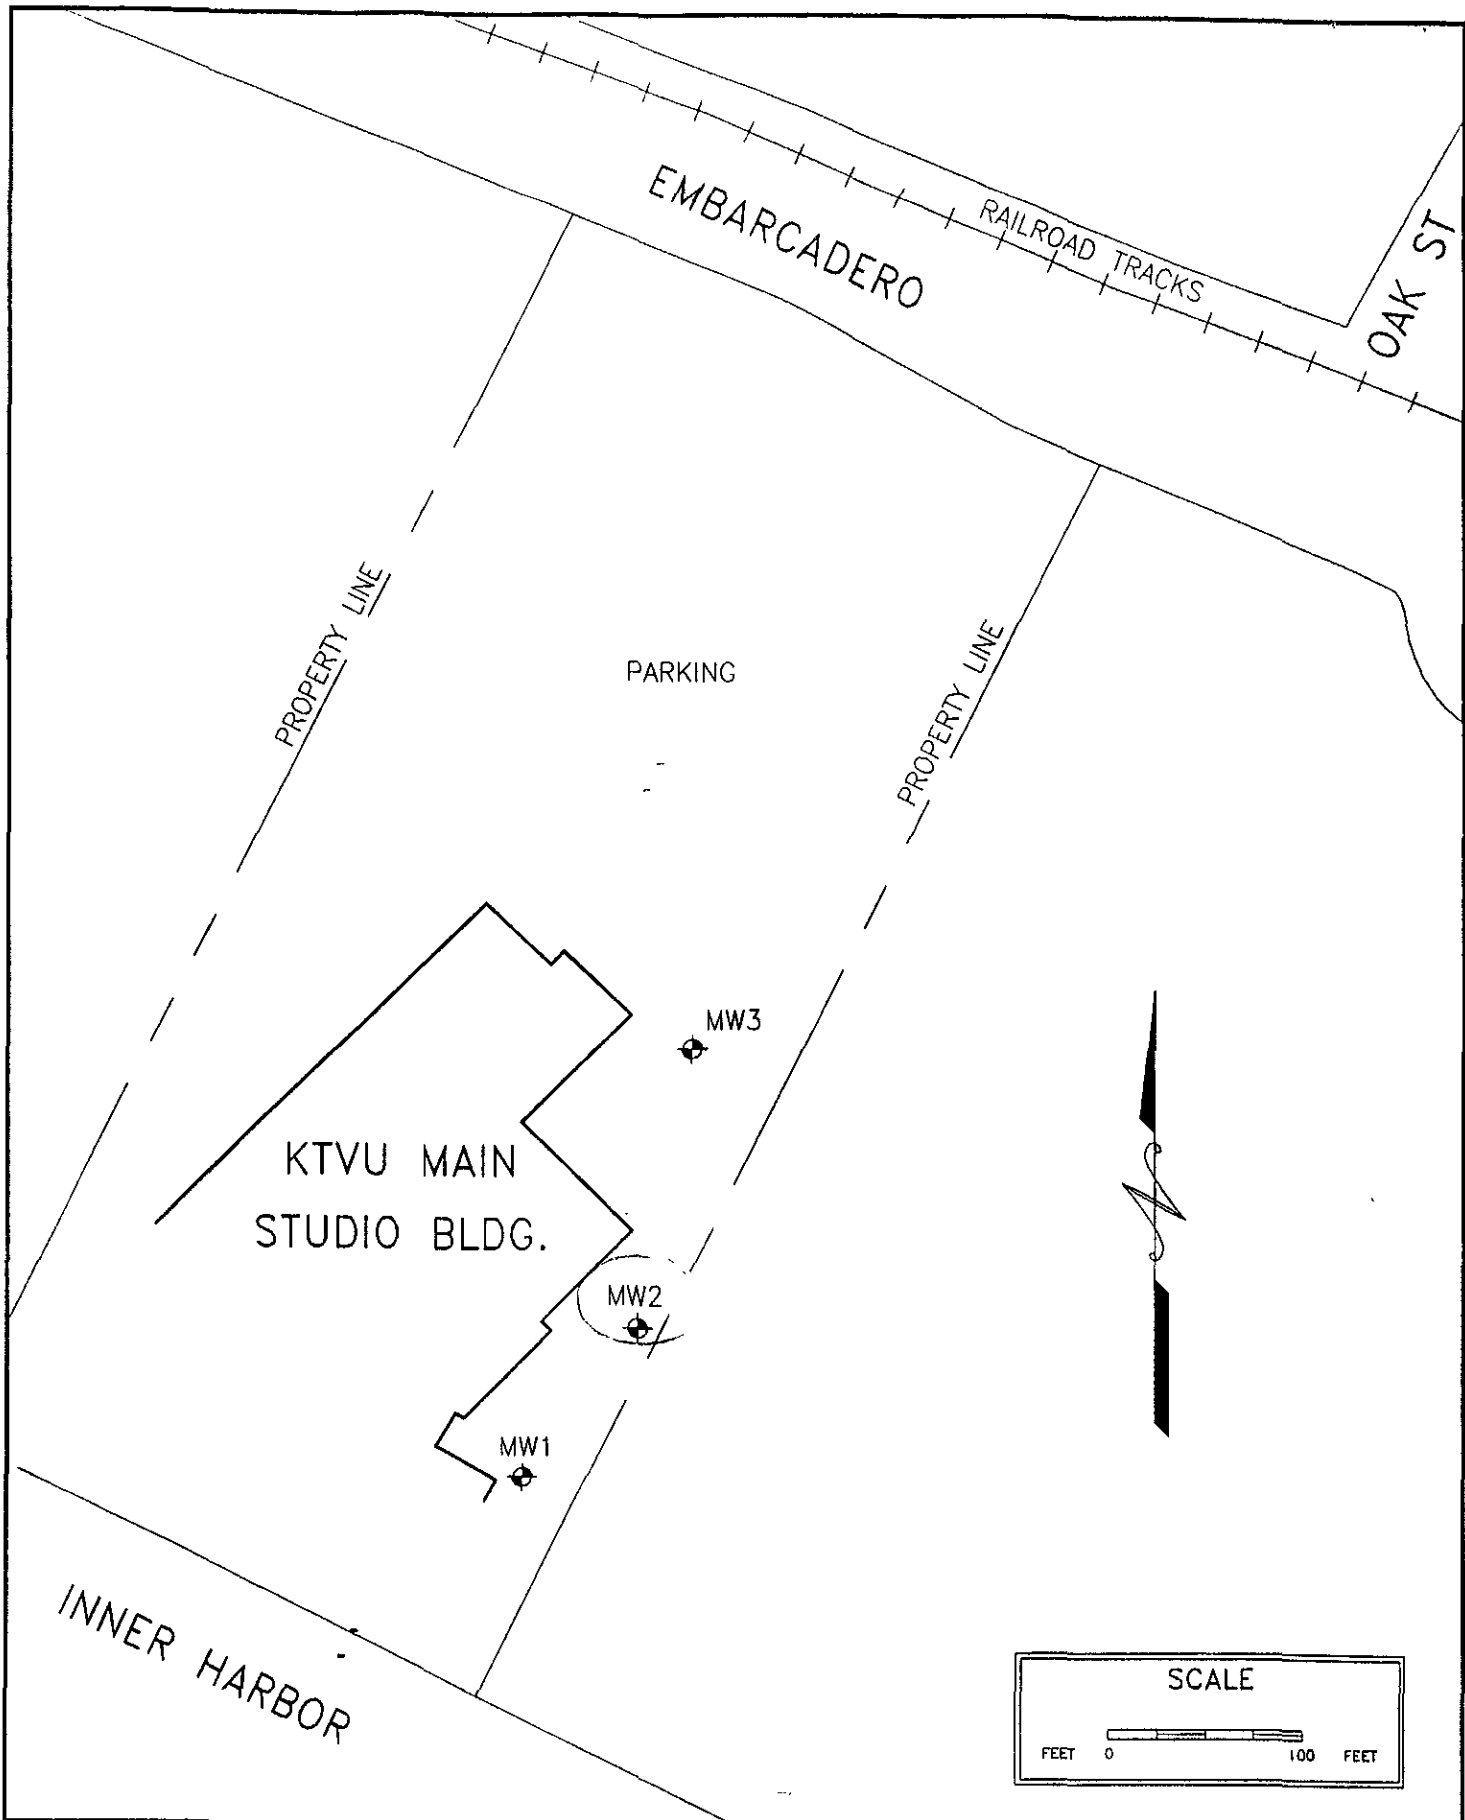 EMBARCADERO
RAILROAD TRACKS
OAK ST
PROPERTY LINE
PARKING
PROPERTY LINE
MW3
KTVU MAIN
STUDIO BLDG.
MW2
MW1
INNER HARBOR
SCALE
FEET 0 100 FEET